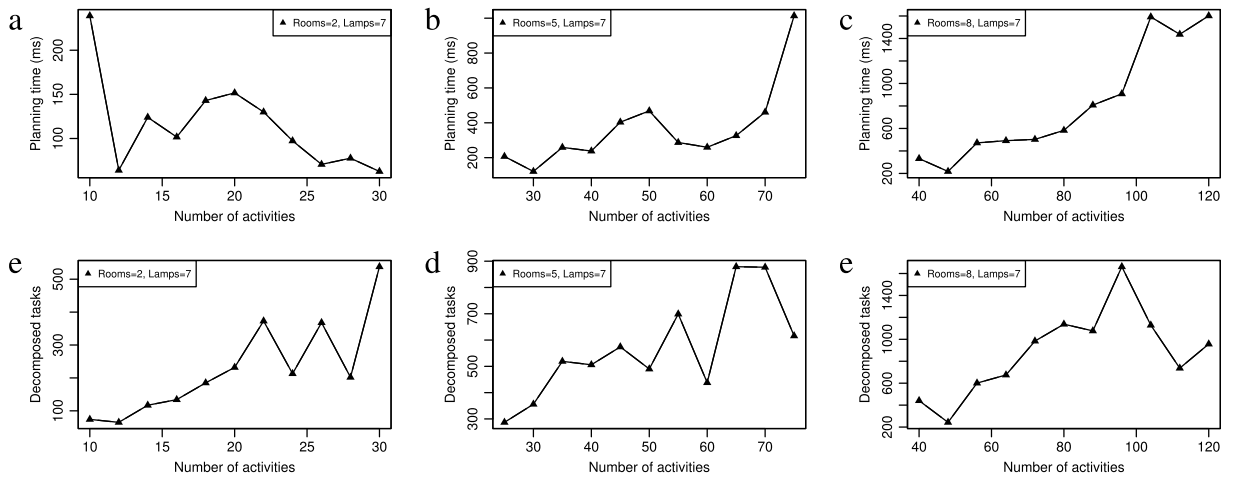 a
Rooms=2, Lamps=7
Planning time (ms)
100
150
200
10
15
20
25
30
Number of activities
b
Rooms=5, Lamps=7
Planning time (ms)
200
400
600
800
30
40
50
60
70
Number of activities
c
Rooms=8, Lamps=7
Planning time (ms)
200
600
1000
1400
40
60
80
100
120
Number of activities
e
Rooms=2, Lamps=7
Decomposed tasks
100
300
500
10
15
20
25
30
Number of activities
d
Rooms=5, Lamps=7
Decomposed tasks
300
500
700
900
30
40
50
60
70
Number of activities
e
Rooms=8, Lamps=7
Decomposed tasks
200
600
1000
1400
40
60
80
100
120
Number of activities